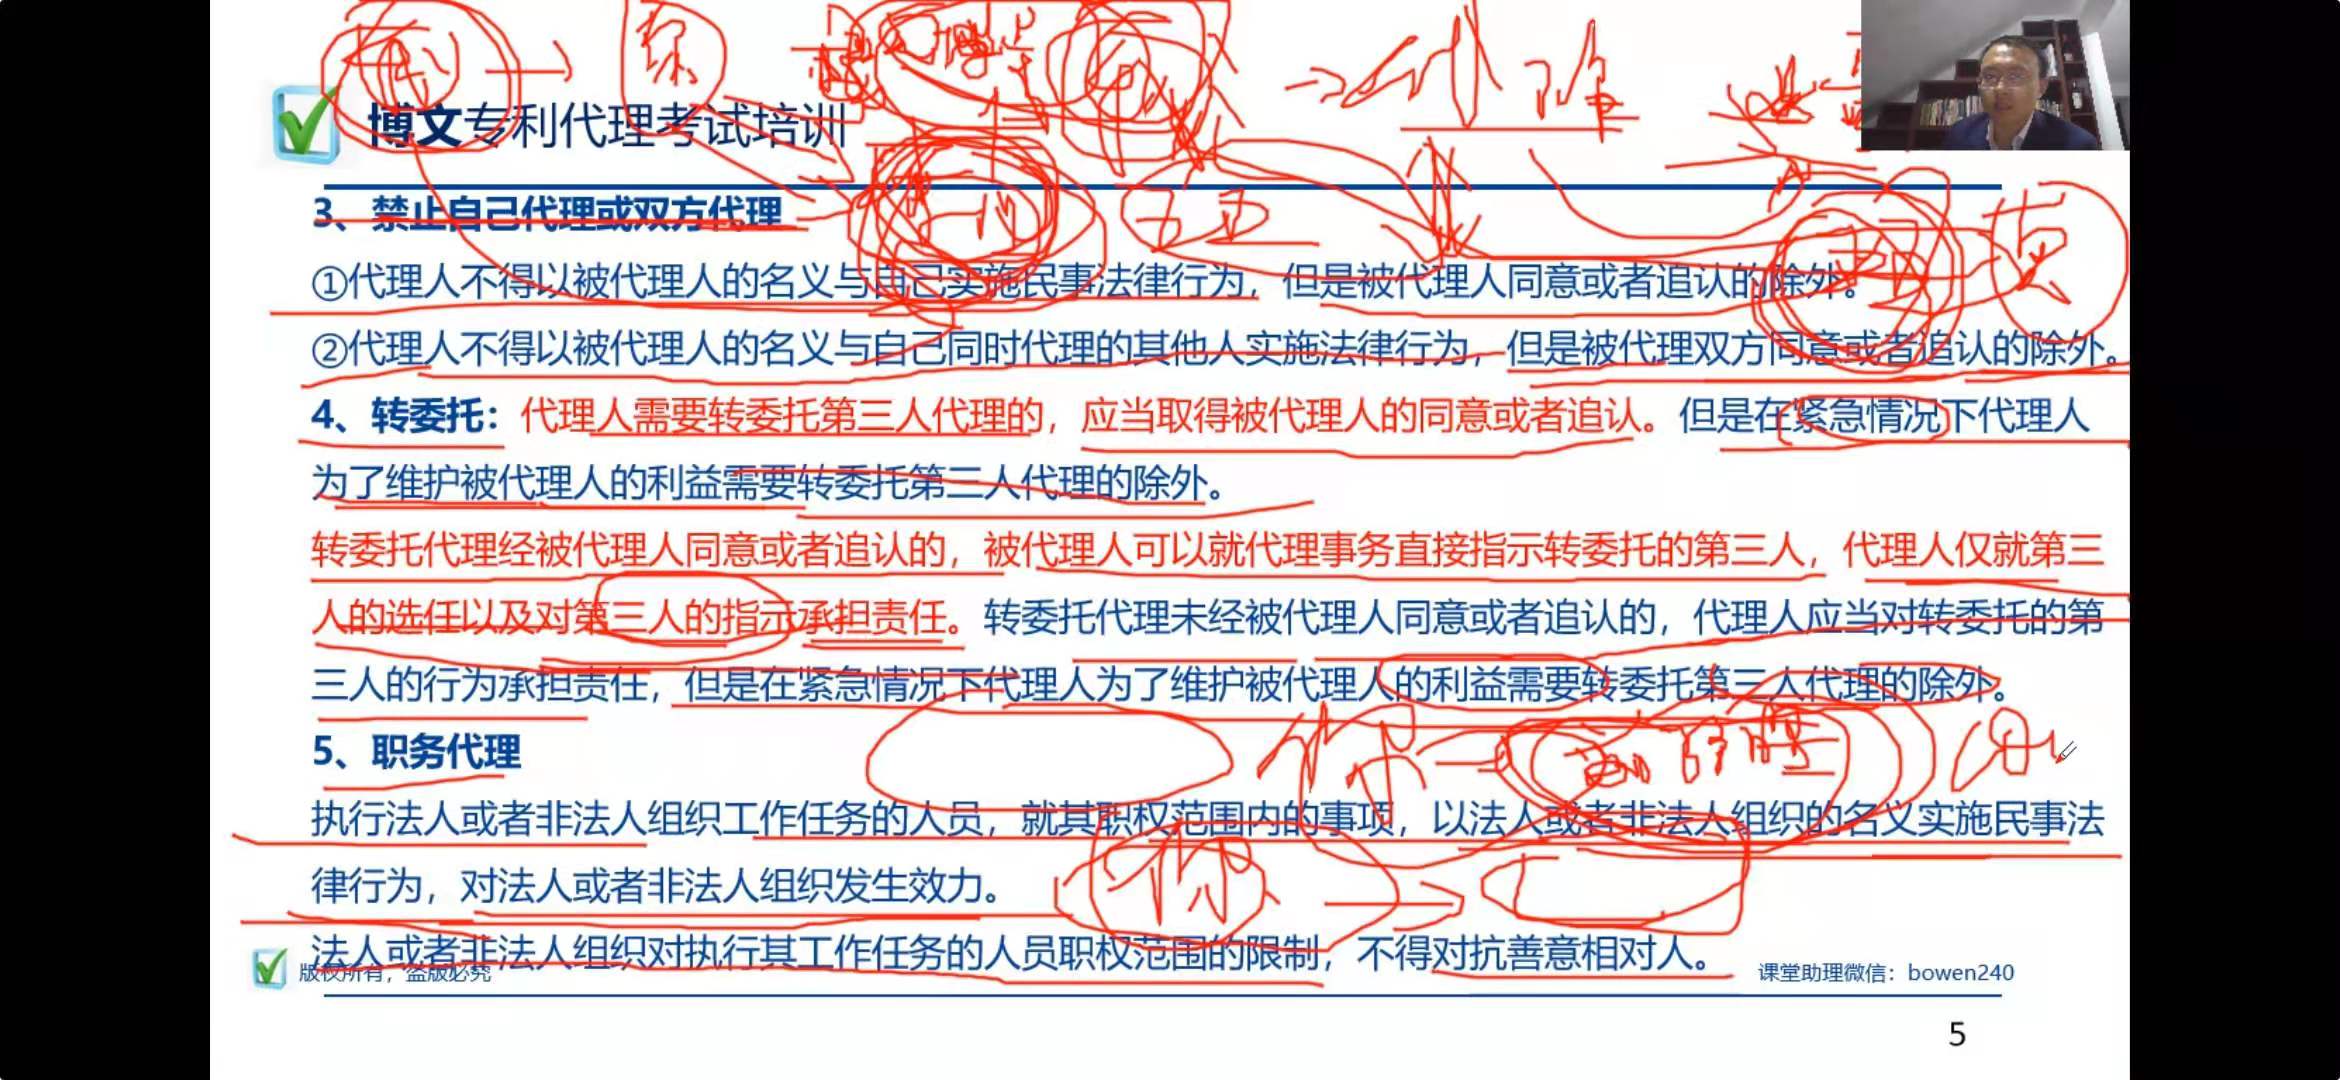 博文专利代理考试培训
3、禁止自己代理或双方代理
①代理人不得以被代理人的名义与自己实施民事法律行为，但是被代理人同意或者追认的除外。
②代理人不得以被代理人的名义与自己同时代理的其他人实施法律行为，但是被代理双方同意或者追认的除外。
4、转委托：代理人需要转委托第三人代理的，应当取得被代理人的同意或者追认。但是在紧急情况下代理人
为了维护被代理人的利益需要转委托第三人代理的除外。
转委托代理经被代理人同意或者追认的，被代理人可以就代理事务直接指示转委托的第三人，代理人仅就第三
人的选任以及对第三人的指示承担责任。转委托代理未经被代理人同意或者追认的，代理人应当对转委托的第
三人的行为承担责任，但是在紧急情况下代理人为了维护被代理人的利益需要转委托第三人代理的除外。
5、职务代理
执行法人或者非法人组织工作任务的人员，就其职权范围内的事项，以法人或者非法人组织的名义实施民事法
律行为，对法人或者非法人组织发生效力。
你
法人或者非法人组织对执行其工作任务的人员职权范围的限制，不得对抗善意相对人。
版权所有，盗版必究
课堂助理微信：bowen240
5